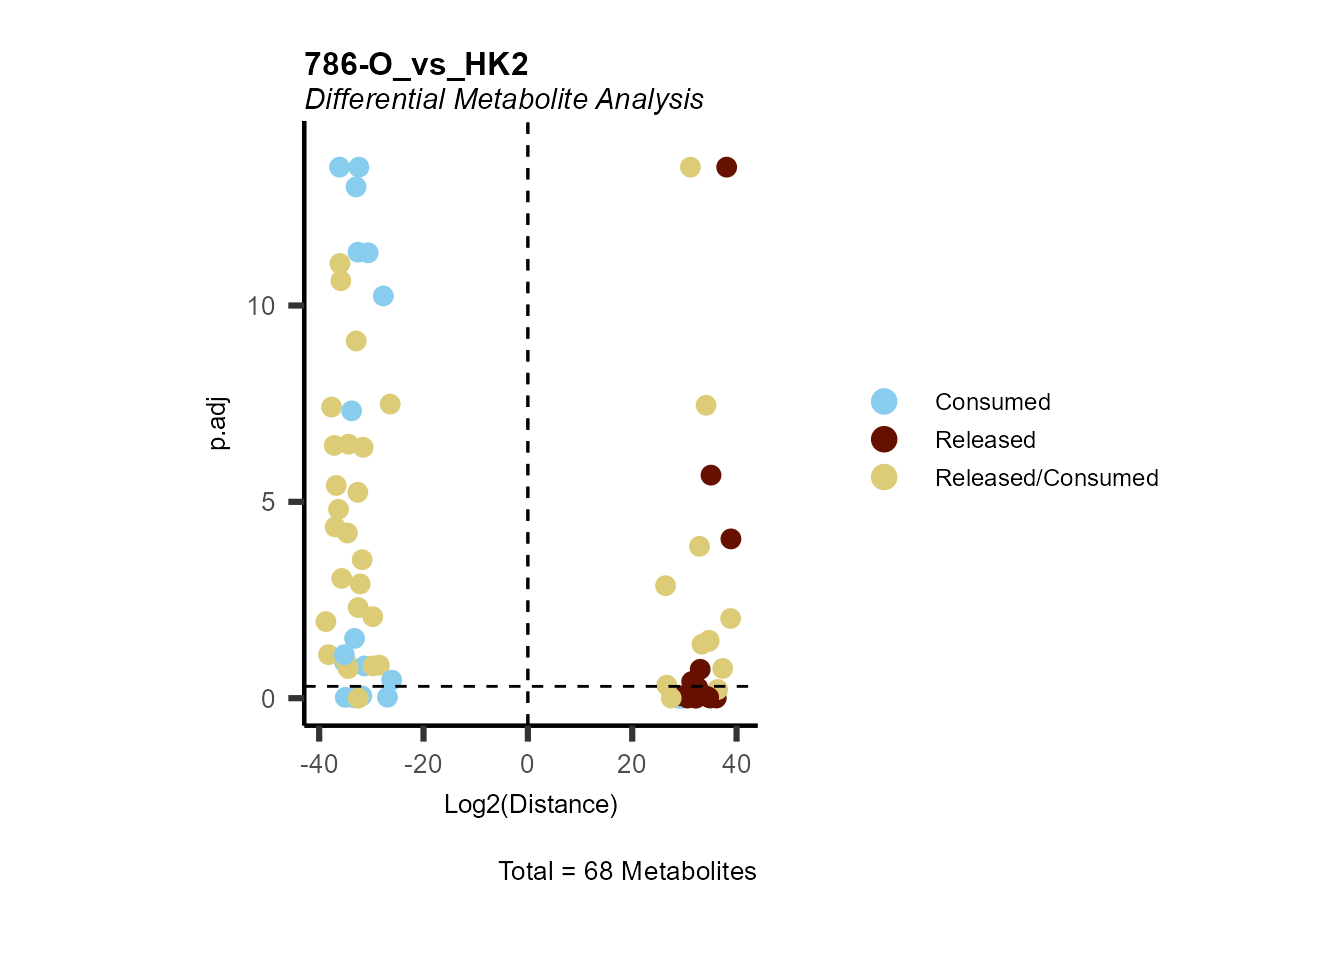 786-O_vs_HK2
Differential Metabolite Analysis
p.adj
10
5
0
-40
-20
0
20
40
Log2(Distance)
Consumed
Released
Released/Consumed
Total = 68 Metabolites